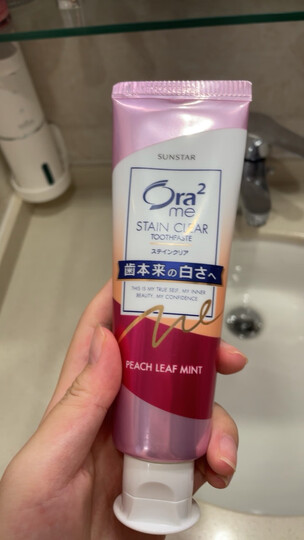 SUNSTAR
Ora²
me
STAIN CLEAR
TOOTHPASTE
ステインクリア
歯本来の白さへ
THIS IS MY TRUE SELF, MY INNER
BEAUTY, MY CONFIDENCE.
me
PEACH LEAF MINT